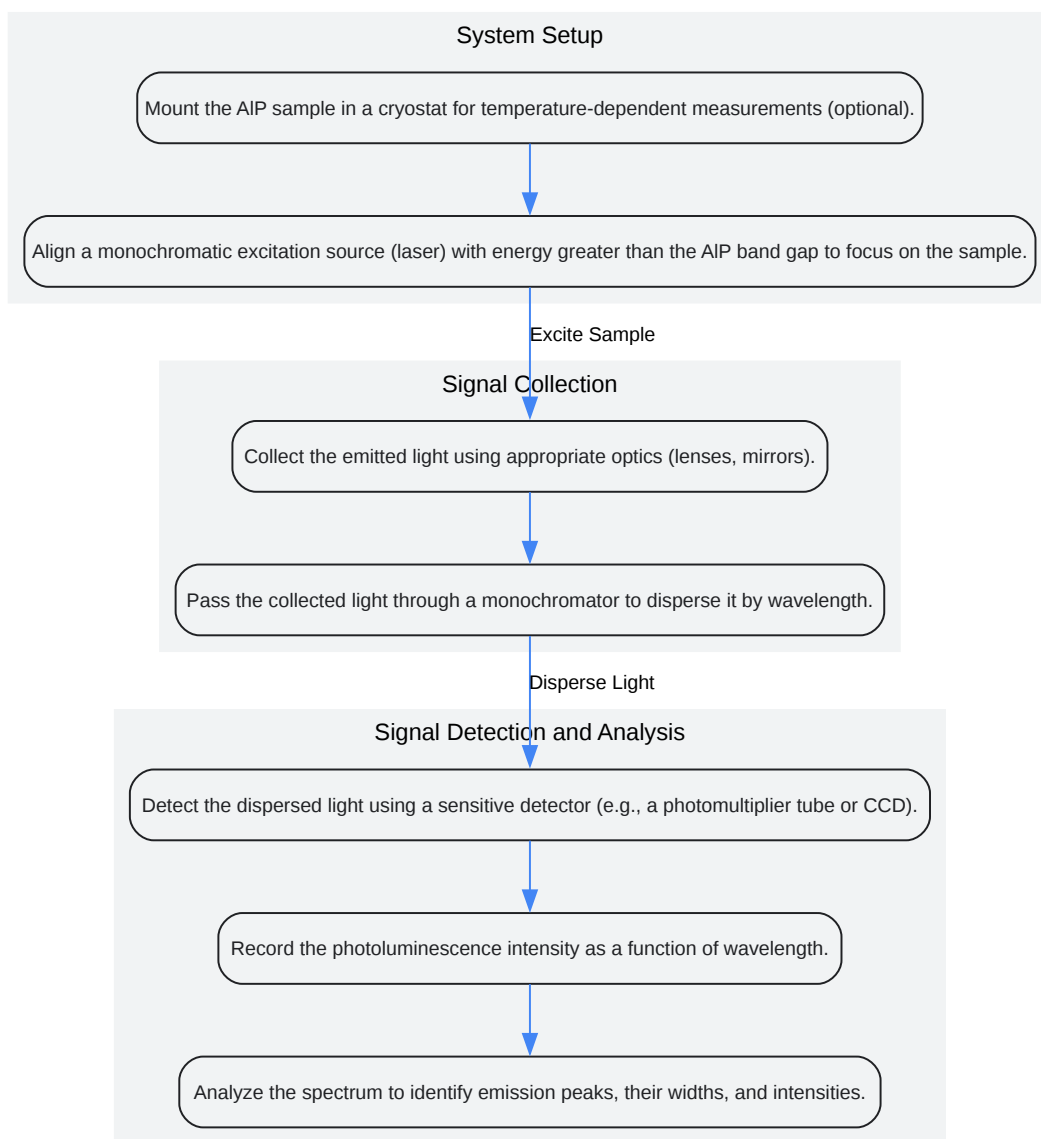 System Setup
Mount the AlP sample in a cryostat for temperature-dependent measurements (optional).
Align a monochromatic excitation source (laser) with energy greater than the AlP band gap to focus on the sample.
Excite Sample
Signal Collection
Collect the emitted light using appropriate optics (lenses, mirrors).
Pass the collected light through a monochromator to disperse it by wavelength.
Disperse Light
Signal Detection and Analysis
Detect the dispersed light using a sensitive detector (e.g., a photomultiplier tube or CCD).
Record the photoluminescence intensity as a function of wavelength.
Analyze the spectrum to identify emission peaks, their widths, and intensities.